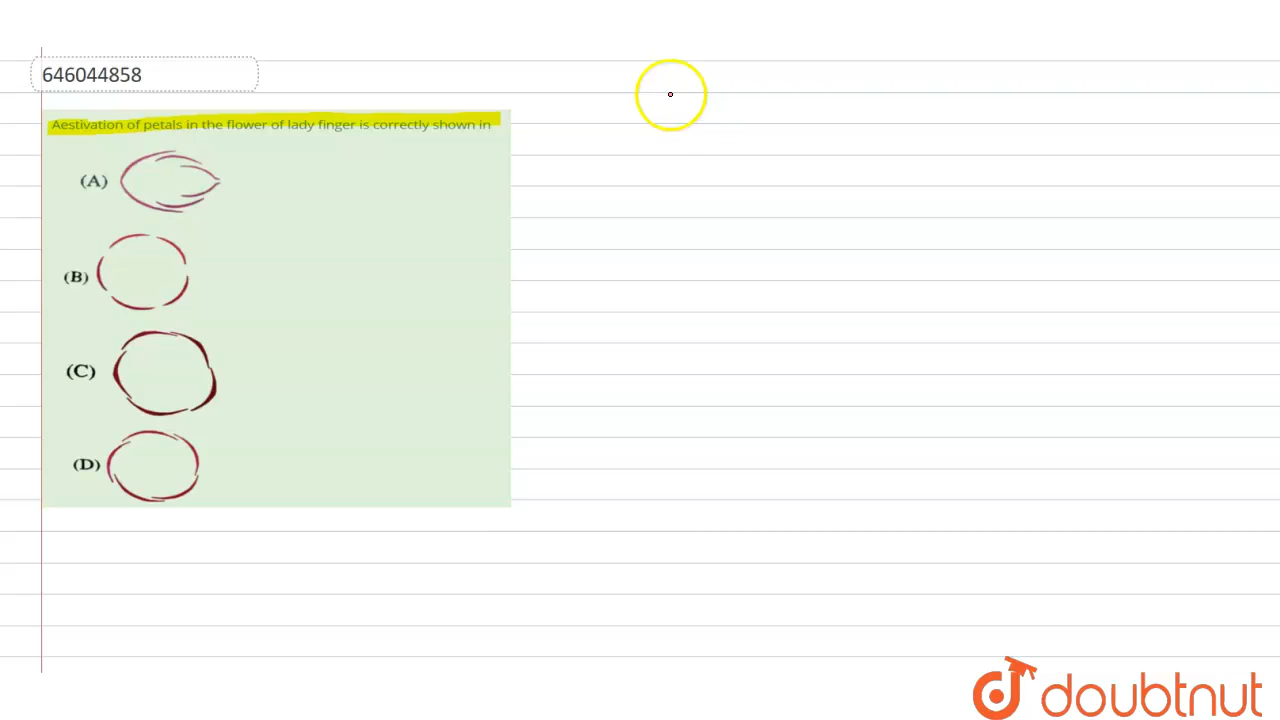 646044858
Aestivation of petals in the flower of lady finger is correctly shown in
(A)
(B)
(C)
(D)
doubtnut